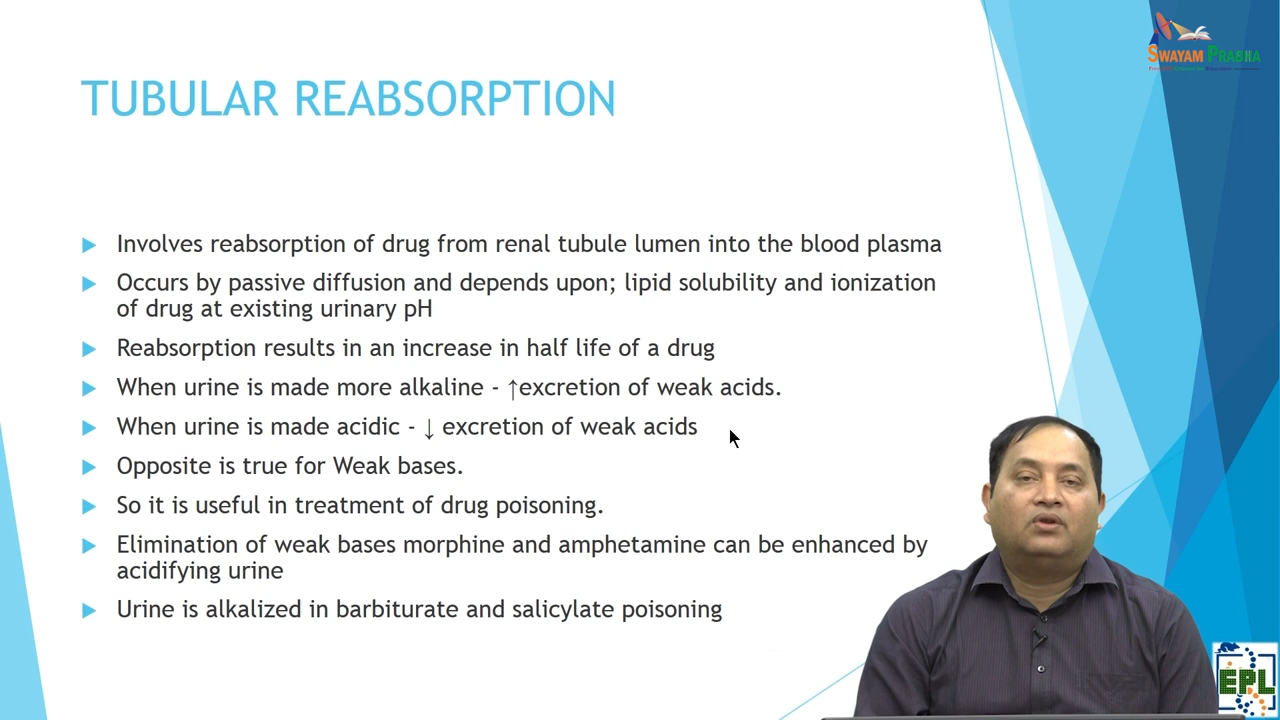 SWAYAM PRABHA
TUBULAR REABSORPTION
Involves reabsorption of drug from renal tubule lumen into the blood plasma
Occurs by passive diffusion and depends upon; lipid solubility and ionization
of drug at existing urinary pH
Reabsorption results in an increase in half life of a drug
When urine is made more alkaline - ↑excretion of weak acids.
When urine is made acidic - ↓ excretion of weak acids
Opposite is true for Weak bases.
So it is useful in treatment of drug poisoning.
Elimination of weak bases morphine and amphetamine can be enhanced by
acidifying urine
Urine is alkalized in barbiturate and salicylate poisoning
EPL